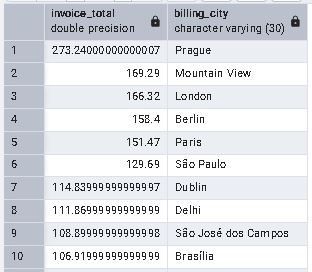 invoice_total billing_city
double precision character varying (30)
1 273.24000000000007 Prague
2 169.29 Mountain View
3 166.32 London
4 158.4 Berlin
5 151.47 Paris
6 129.69 São Paulo
7 114.83999999999997 Dublin
8 111.86999999999999 Delhi
9 108.89999999999998 São José dos Campos
10 106.91999999999999 Brasília